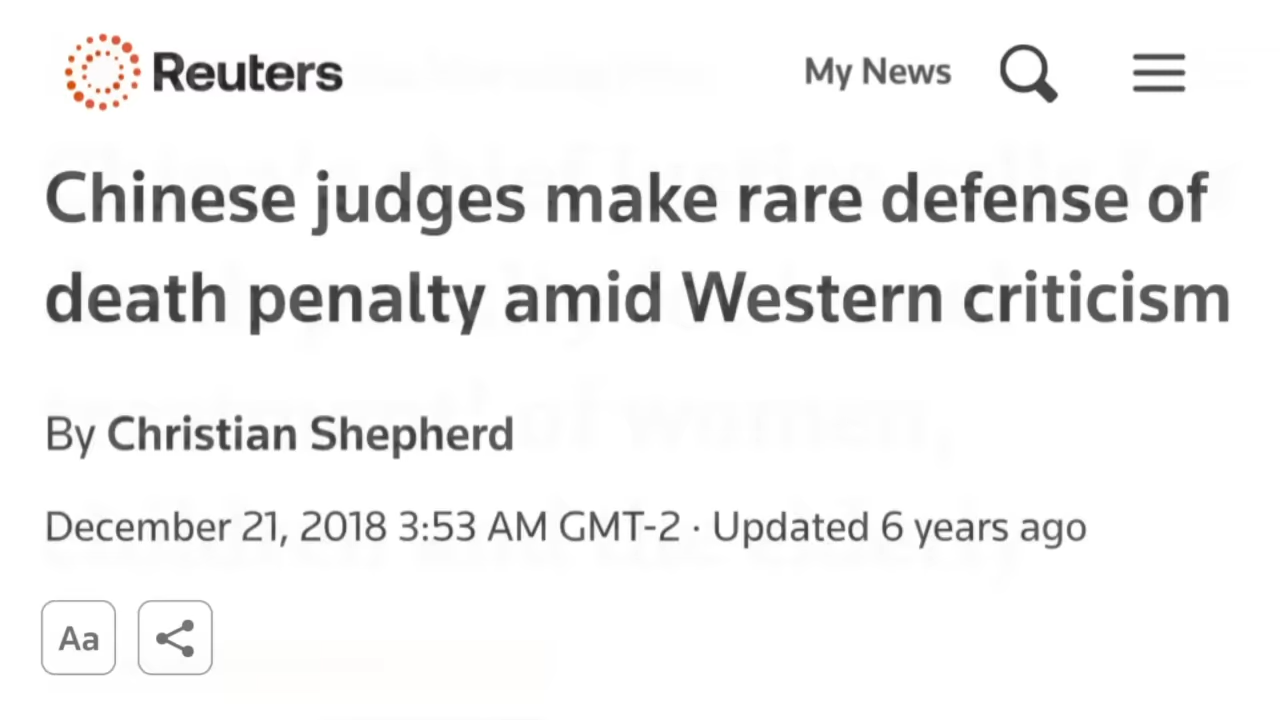 Reuters
My News
Chinese judges make rare defense of
death penalty amid Western criticism
By Christian Shepherd
December 21, 2018 3:53 AM GMT-2 · Updated 6 years ago
Aa